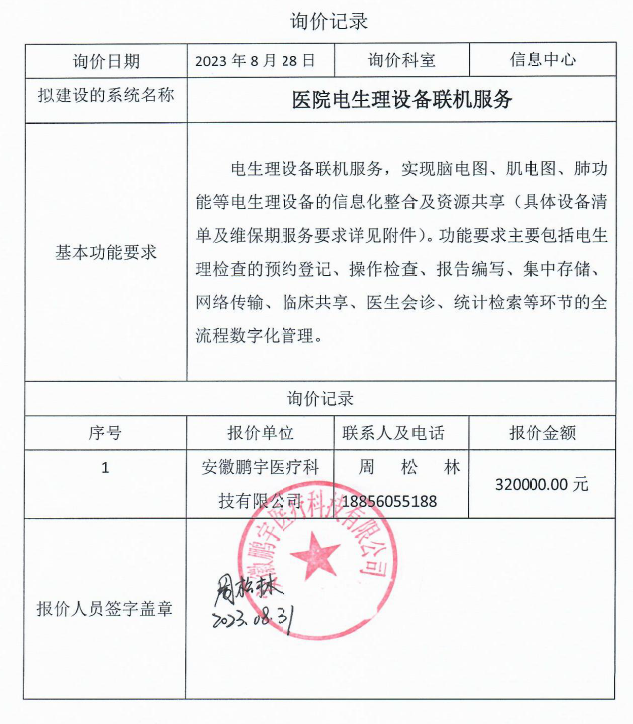 询价记录
询价日期 2023 年 8 月 28 日 询价科室 信息中心
拟建设的系统名称 医院电生理设备联机服务
基本功能要求
电生理设备联机服务，实现脑电图、肌电图、肺功
能等电生理设备的信息化整合及资源共享（具体设备清
单及维保期服务要求详见附件）。功能要求主要包括电生
理检查的预约登记、操作检查、报告编写、集中存储、
网络传输、临床共享、医生会诊、统计检索等环节的全
流程数字化管理。
询价记录
序号 报价单位 联系人及电话 报价金额
1 安徽鹏宇医疗科 周 松 林 320000.00 元
技有限公司 18856055188
安徽鹏宇医疗科技有限公司
报价人员签字盖章
周松林
2023.08.31